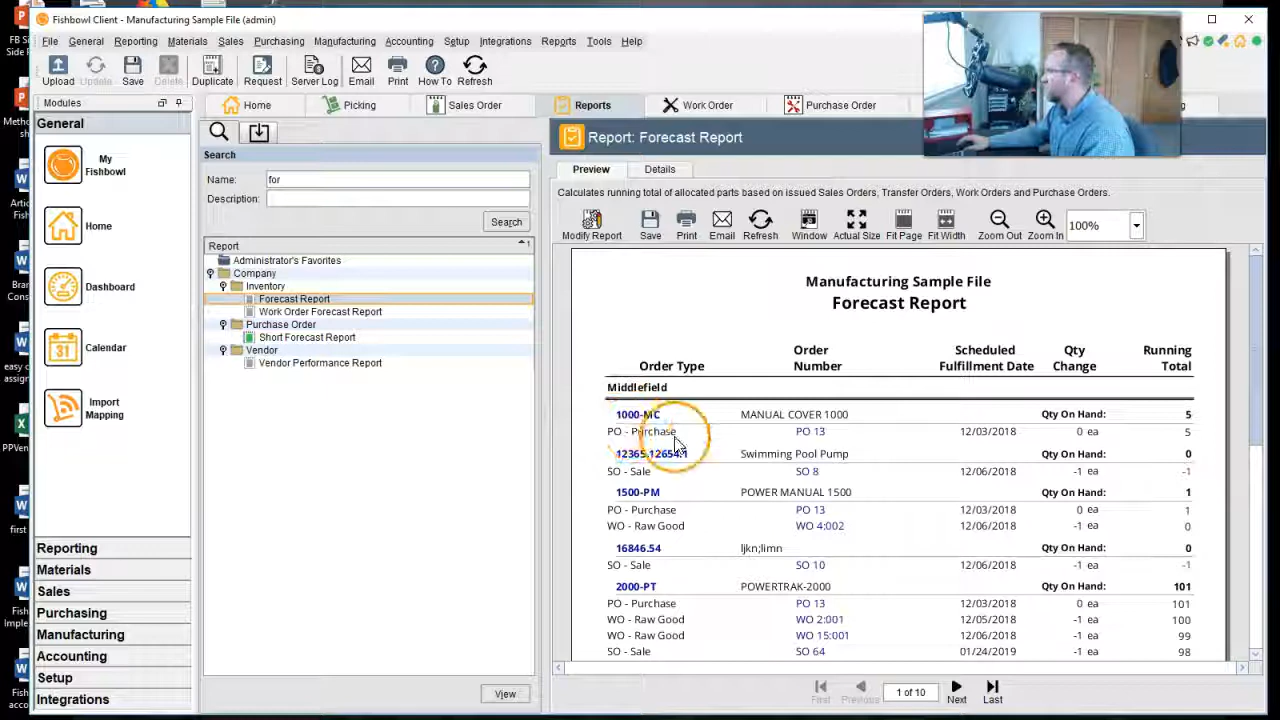 Fishbowl Client - Manufacturing Sample File (admin)
File General Reporting Materials Sales Purchasing Manufacturing Accounting Setup Integrations Reports Tools Help
Upload Update Save Delete Duplicate Request Server Log Email Print How To Refresh
Modules
General
My Fishbowl
Home
Dashboard
Calendar
Import Mapping
Reporting
Materials
Sales
Purchasing
Manufacturing
Accounting
Setup
Integrations
Home Picking Sales Order Reports Work Order Purchase Order
Search
Name: for
Description:
Search
Report 1
Administrator's Favorites
Company
Inventory
Forecast Report
Work Order Forecast Report
Purchase Order
Short Forecast Report
Vendor
Vendor Performance Report
View
Report: Forecast Report
Preview Details
Calculates running total of allocated parts based on issued Sales Orders, Transfer Orders, Work Orders and Purchase Orders.
Modify Report Save Print Email Refresh Window Actual Size Fit Page Fit Width Zoom Out Zoom In 100%
Manufacturing Sample File
Forecast Report
Order Type Order Number Scheduled Fulfillment Date Qty Change Running Total
Middlefield
1000-MC MANUAL COVER 1000 Qty On Hand: 5
PO - Purchase PO 13 12/03/2018 0 ea 5
12365.12654.1 Swimming Pool Pump Qty On Hand: 0
SO - Sale SO 8 12/06/2018 -1 ea -1
1500-PM POWER MANUAL 1500 Qty On Hand: 1
PO - Purchase PO 13 12/03/2018 0 ea 1
WO - Raw Good WO 4:002 12/06/2018 -1 ea 0
16846.54 ljkn;limn Qty On Hand: 0
SO - Sale SO 10 12/06/2018 -1 ea -1
2000-PT POWERTRAK-2000 Qty On Hand: 101
PO - Purchase PO 13 12/03/2018 0 ea 101
WO - Raw Good WO 2:001 12/05/2018 -1 ea 100
WO - Raw Good WO 15:001 12/06/2018 -1 ea 99
SO - Sale SO 64 01/24/2019 -1 ea 98
First Previous 1 of 10 Next Last